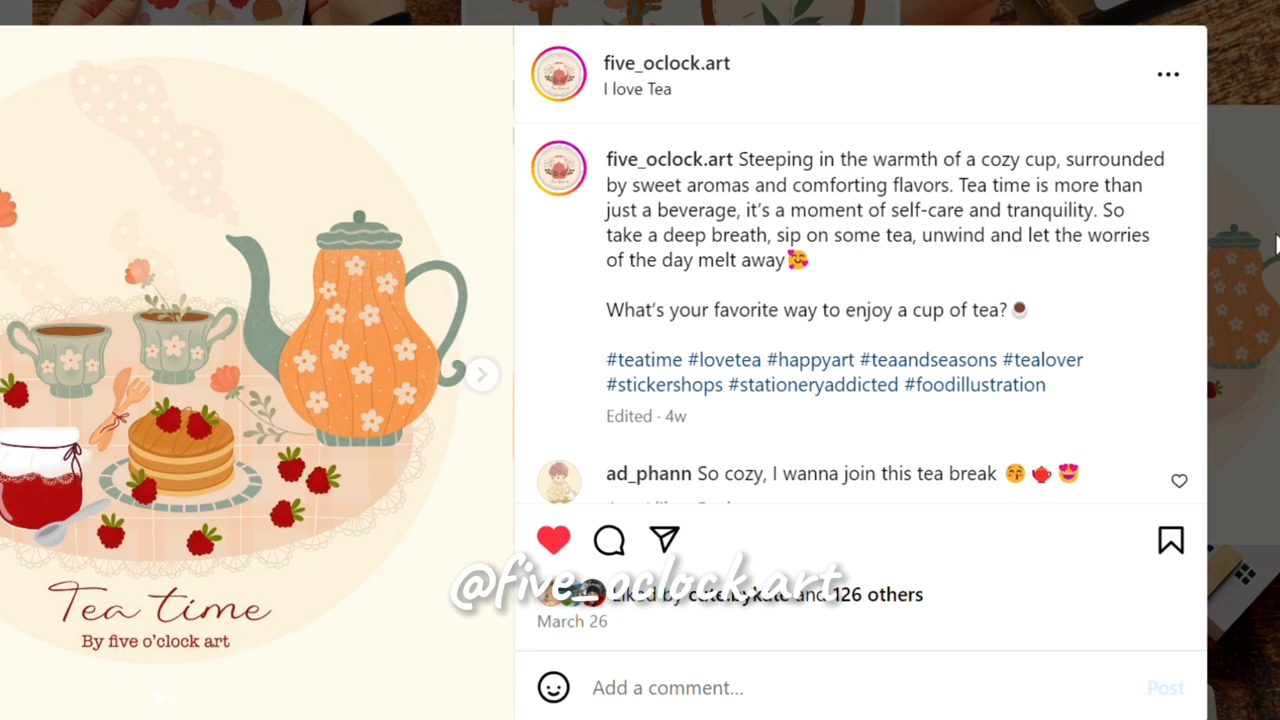 five_oclock.art
I love Tea
five_oclock.art Steeping in the warmth of a cozy cup, surrounded
by sweet aromas and comforting flavors. Tea time is more than
just a beverage, it's a moment of self-care and tranquility. So
take a deep breath, sip on some tea, unwind and let the worries
of the day melt away🥰
What's your favorite way to enjoy a cup of tea?☕
#teatime #lovetea #happyart #teaandseasons #tealover
#stickershops #stationeryaddicted #foodillustration
Edited · 4w
ad_phann So cozy, I wanna join this tea break 😚 🫖 😍
@five_oclock.art
Liked by and 126 others
March 26
Add a comment...
Post
Tea time
By five o'clock art